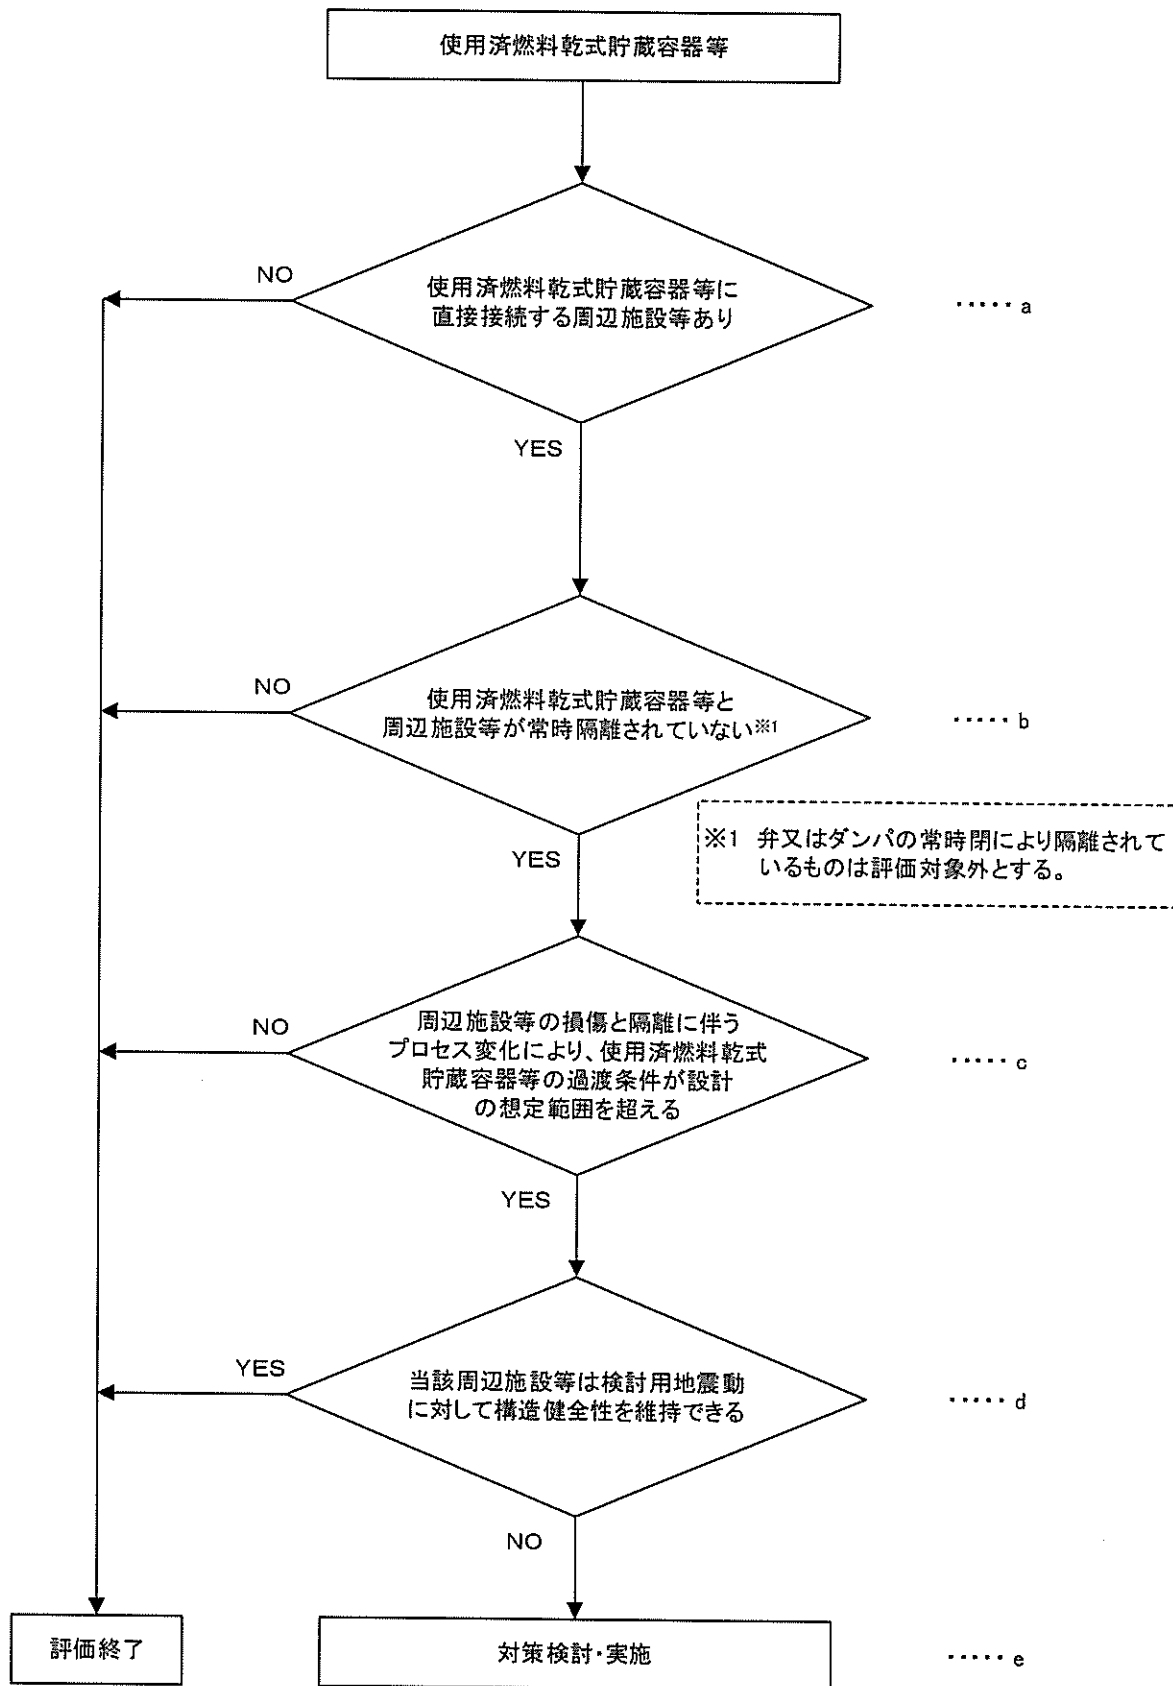 使用済燃料乾式貯蔵容器等
NO
使用済燃料乾式貯蔵容器等に
直接接続する周辺施設等あり
‥‥‥ a
YES
NO
使用済燃料乾式貯蔵容器等と
周辺施設等が常時隔離されていない※1
‥‥‥ b
YES
※1 弁又はダンパの常時閉により隔離されて
いるものは評価対象外とする。
NO
周辺施設等の損傷と隔離に伴う
プロセス変化により、使用済燃料乾式
貯蔵容器等の過渡条件が設計
の想定範囲を超える
‥‥‥ c
YES
YES
当該周辺施設等は検討用地震動
に対して構造健全性を維持できる
‥‥‥ d
NO
評価終了
対策検討・実施
‥‥‥ e